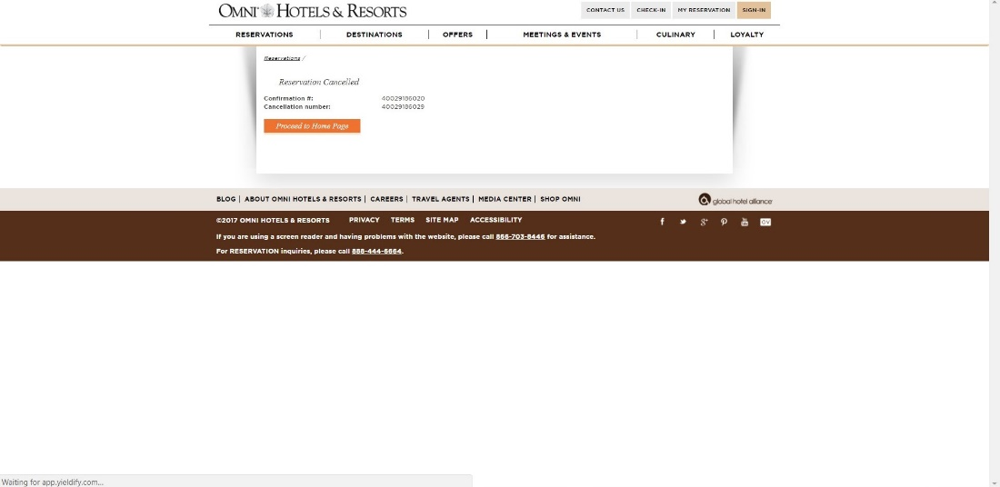 OMNI HOTELS & RESORTS
CONTACT US CHECK-IN MY RESERVATION SIGN-IN
RESERVATIONS DESTINATIONS OFFERS MEETINGS & EVENTS CULINARY LOYALTY
Reservations /
Reservation Cancelled
Confirmation #: 40029186020
Cancellation number: 40029186029
Proceed to Home Page
BLOG | ABOUT OMNI HOTELS & RESORTS | CAREERS | TRAVEL AGENTS | MEDIA CENTER | SHOP OMNI
global hotel alliance
©2017 OMNI HOTELS & RESORTS PRIVACY TERMS SITE MAP ACCESSIBILITY
If you are using a screen reader and having problems with the website, please call 866-703-8446 for assistance.
For RESERVATION inquiries, please call 888-444-6664.
Waiting for app.yieldify.com...